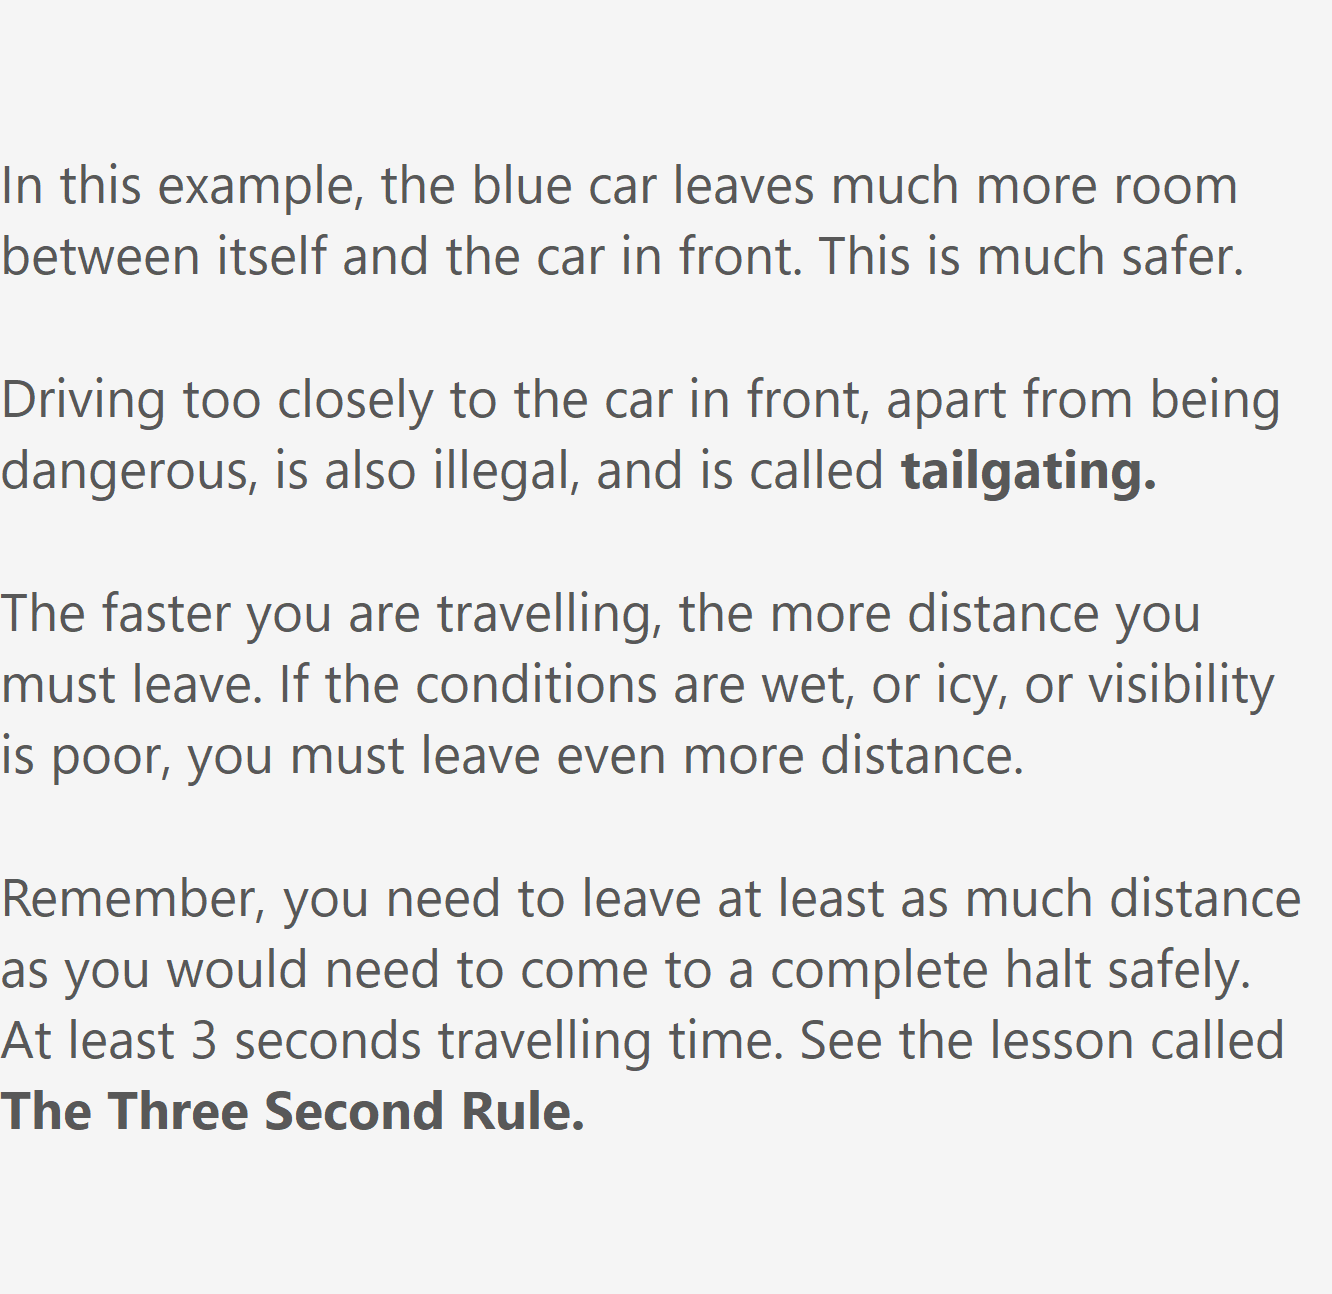 In this example, the blue car leaves much more room
between itself and the car in front. This is much safer.
Driving too closely to the car in front, apart from being
dangerous, is also illegal, and is called tailgating.
The faster you are travelling, the more distance you
must leave. If the conditions are wet, or icy, or visibility
is poor, you must leave even more distance.
Remember, you need to leave at least as much distance
as you would need to come to a complete halt safely.
At least 3 seconds travelling time. See the lesson called
The Three Second Rule.